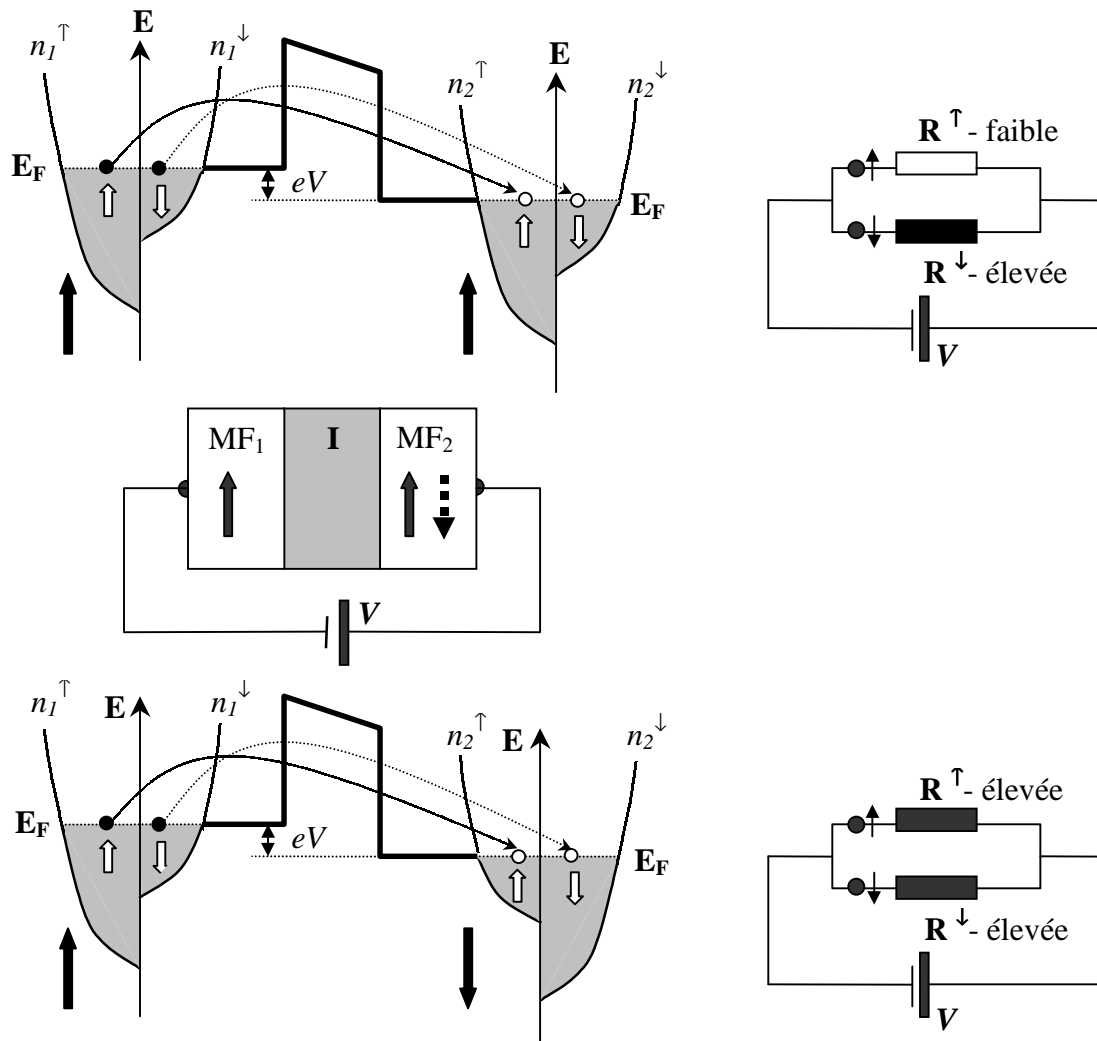 E
n₁↑
n₁↓
E
n₂↑
n₂↓
E_F
eV
E_F
R↑- faible
R↓- élevée
V
MF₁
I
MF₂
V
n₁↑
E
n₁↓
n₂↑
E
n₂↓
E_F
eV
E_F
R↑- élevée
R↓- élevée
V